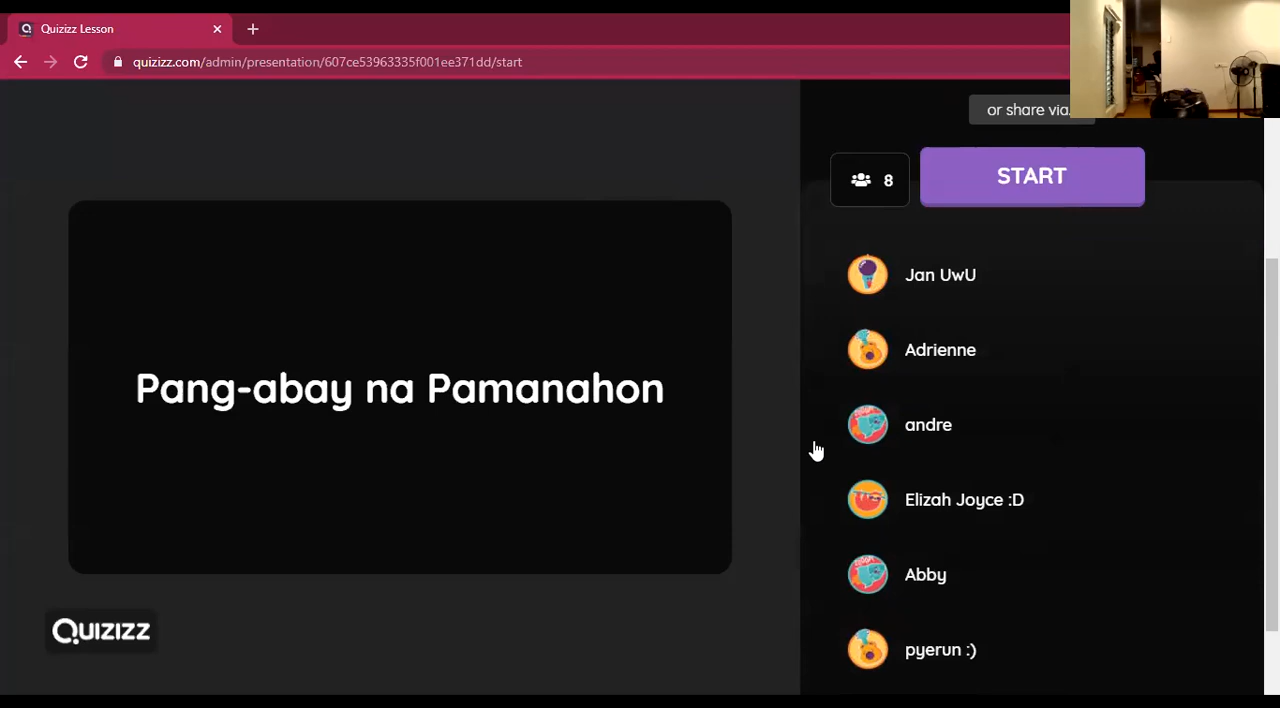 Quizizz Lesson
quizizz.com/admin/presentation/607ce53963335f001ee371dd/start
or share via
8
START
Pang-abay na Pamanahon
Jan UwU
Adrienne
andre
Elizah Joyce :D
Abby
pyerun :)
Quizizz